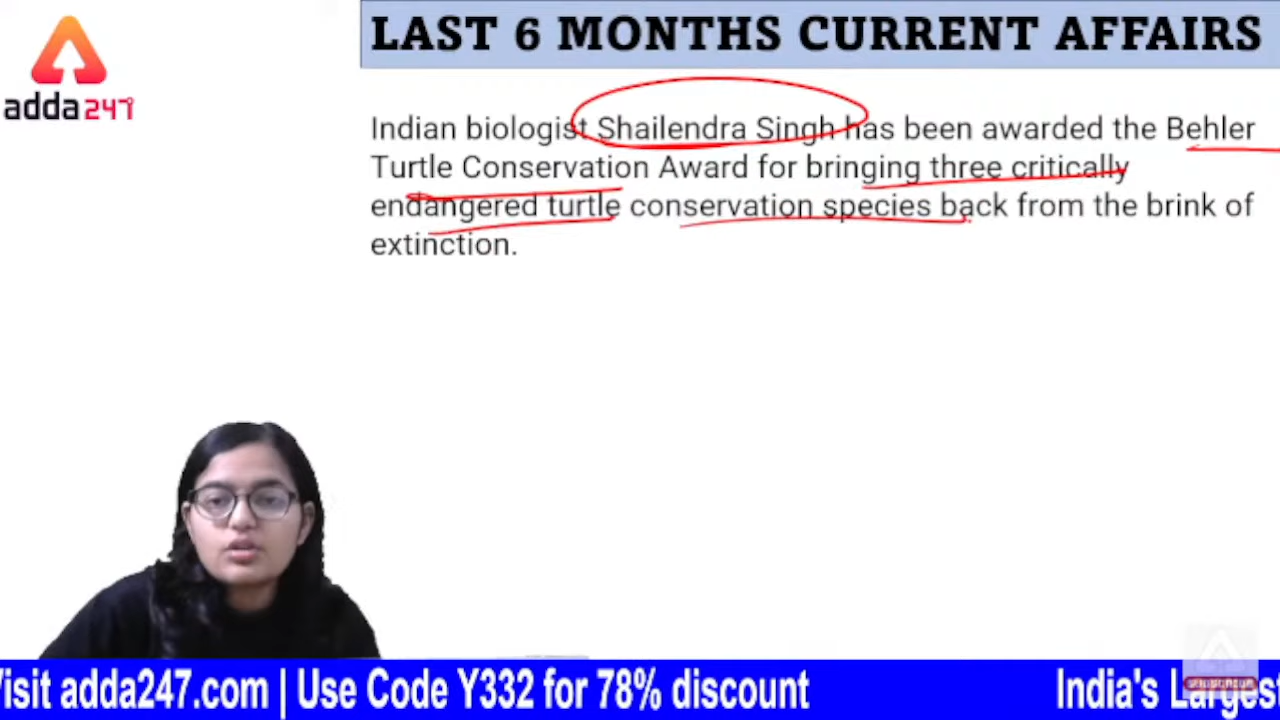 LAST 6 MONTHS CURRENT AFFAIRS
adda247
Indian biologist Shailendra Singh has been awarded the Behler
Turtle Conservation Award for bringing three critically
endangered turtle conservation species back from the brink of
extinction.
SUBSCRIBE
Visit adda247.com | Use Code Y332 for 78% discount
India's Largest